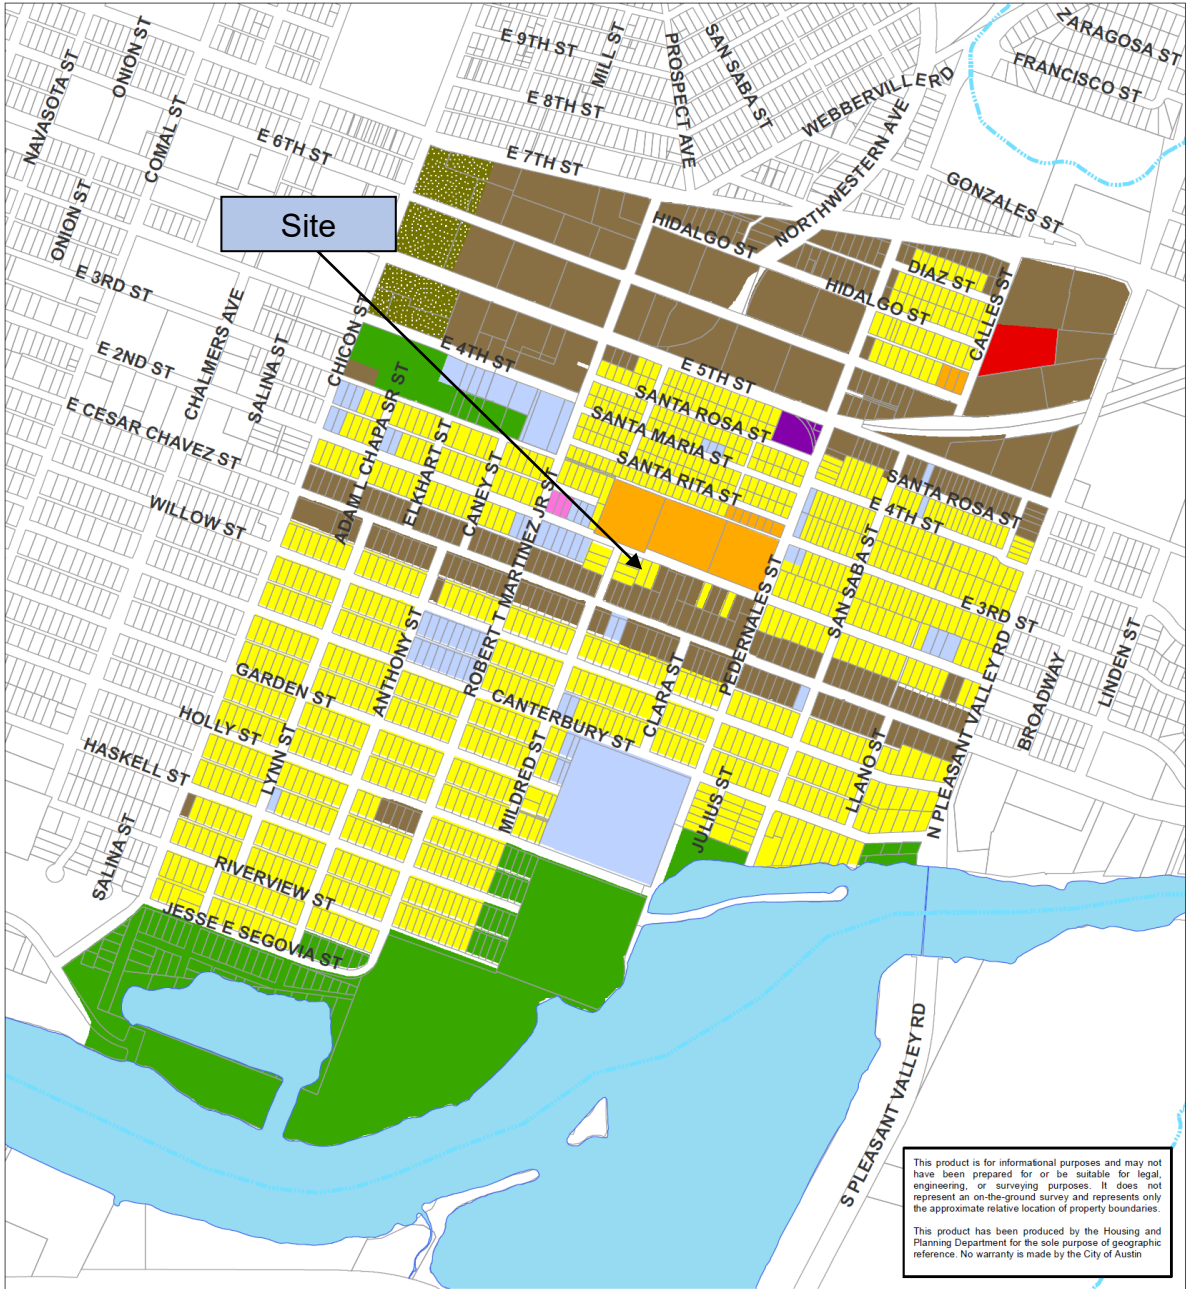 ZARAGOSA ST
ONION ST
E 9TH ST
MILL ST
PROSPECT AVE
SAN SABA ST
FRANCISCO ST
NAVASOTA ST
WEBBERVILLE RD
E 8TH ST
COMAL ST
E 6TH ST
E 7TH ST
NORTHWESTERN AVE
GONZALES ST
ONION ST
Site
HIDALGO ST
DIAZ ST
E 3RD ST
HIDALGO ST
CALLES ST
CHALMERS AVE
SALINA ST
CHICON ST
E 4TH ST
E 2ND ST
E 5TH ST
SANTA ROSA ST
ADAM L CHAPA SR ST
E CESAR CHAVEZ ST
SANTA MARIA ST
ELKHART ST
CANEY ST
SANTA RITA ST
SANTA ROSA ST
WILLOW ST
E 4TH ST
ROBERT T MARTINEZ JR ST
SAN SABA ST
PEDERNALES ST
E 3RD ST
ANTHONY ST
LINDEN ST
GARDEN ST
CLARA ST
N PLEASANT VALLEY RD
BROADWAY
HOLLY ST
CANTERBURY ST
HASKELL ST
LYNN ST
MILDRED ST
LLANO ST
JULIUS ST
SALINA ST
RIVERVIEW ST
JESSE E SEGOVIA ST
S PLEASANT VALLEY RD
This product is for informational purposes and may not
have been prepared for or be suitable for legal,
engineering, or surveying purposes. It does not
represent an on-the-ground survey and represents only
the approximate relative location of property boundaries.
This product has been produced by the Housing and
Planning Department for the sole purpose of geographic
reference. No warranty is made by the City of Austin